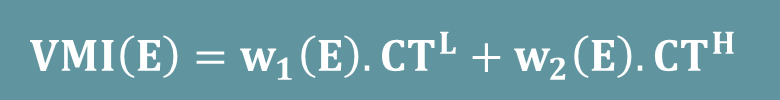 VMI(E) = w₁(E). CTᴸ + w₂(E). CTᴴ